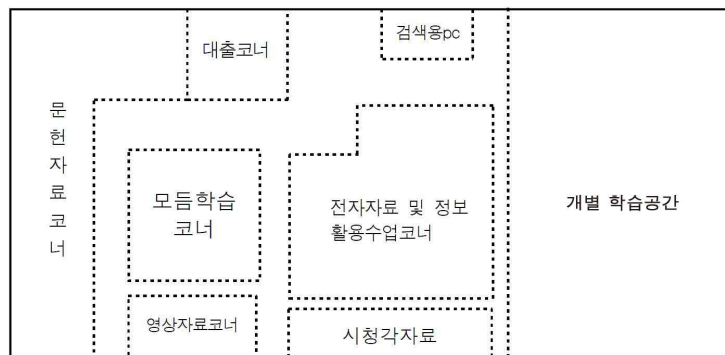 대출코너
검색용pc
문헌자료코너
모둠학습
코너
전자자료 및 정보
활용수업코너
개별 학습공간
영상자료코너
시청각자료